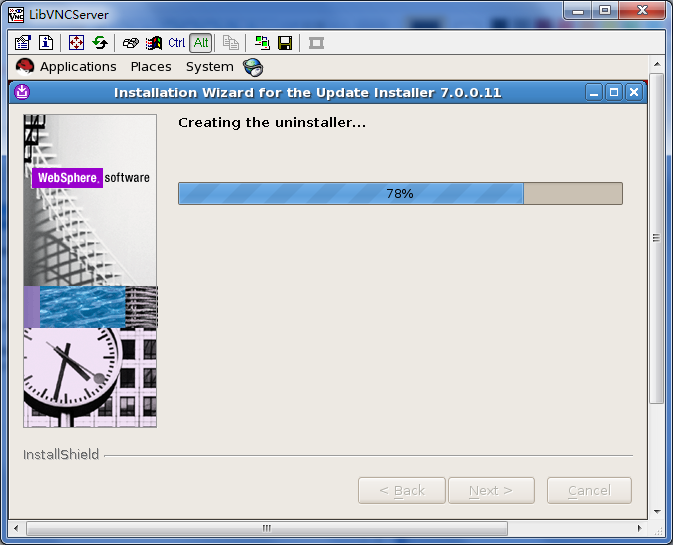 LibVNCServer
Ctrl Alt
Applications Places System
Installation Wizard for the Update Installer 7.0.0.11
Creating the uninstaller...
WebSphere. software
78%
InstallShield
< Back Next > Cancel